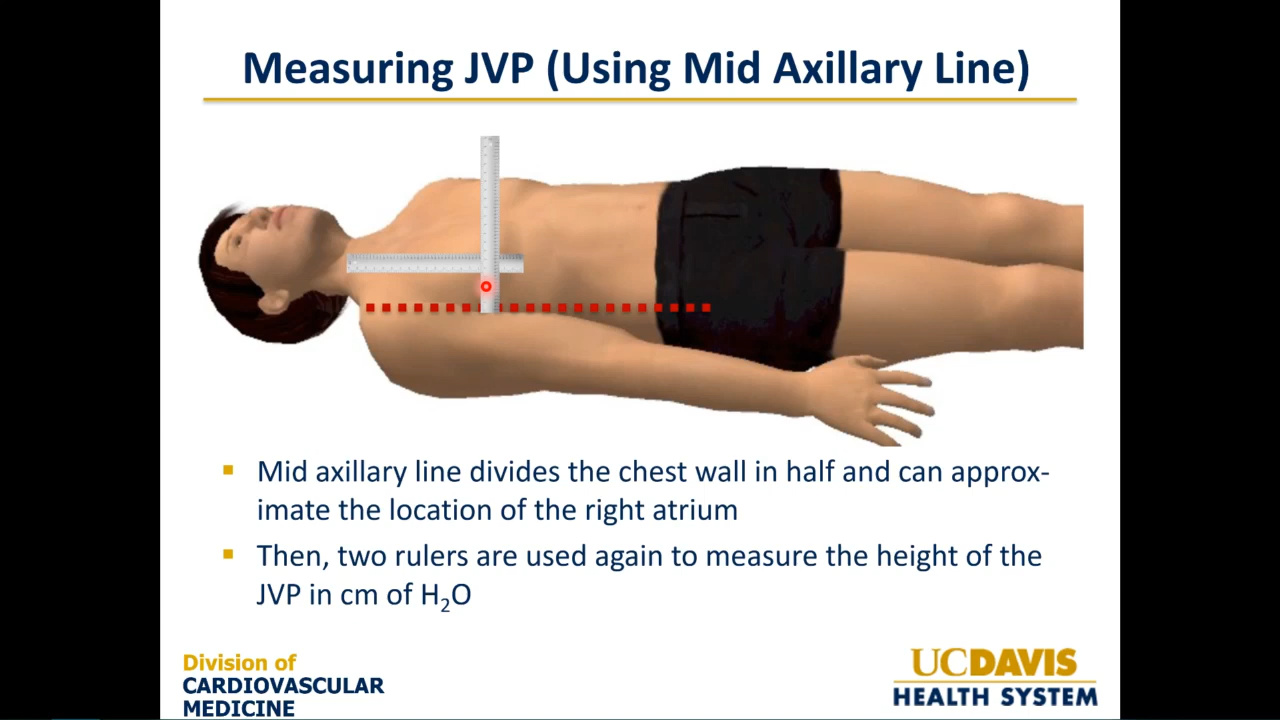 Measuring JVP (Using Mid Axillary Line)
Mid axillary line divides the chest wall in half and can approx-
imate the location of the right atrium
Then, two rulers are used again to measure the height of the
JVP in cm of H₂O
Division of
CARDIOVASCULAR
MEDICINE
UCDAVIS
HEALTH SYSTEM